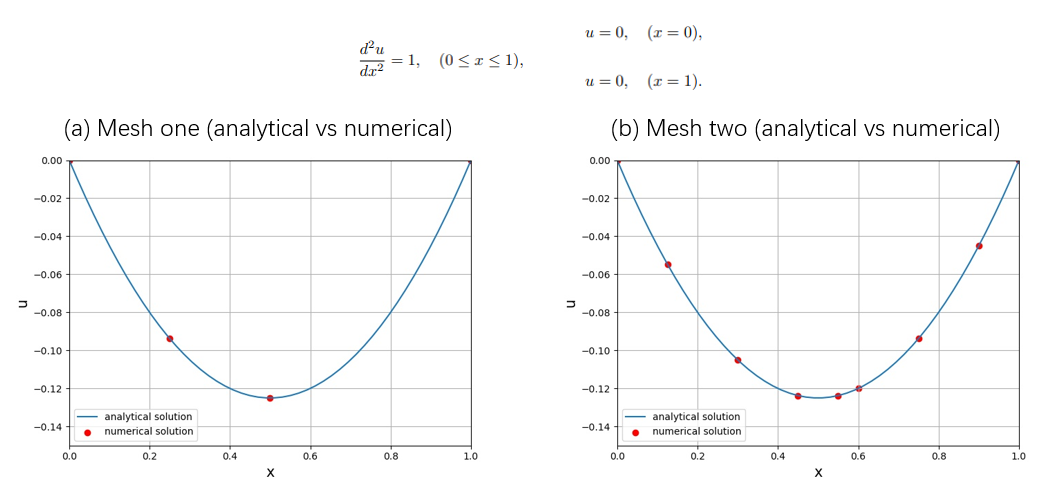 d²u/dx² = 1, (0 ≤ x ≤ 1),
u = 0, (x = 0),
u = 0, (x = 1).
(a) Mesh one (analytical vs numerical)
0.00
−0.02
−0.04
−0.06
−0.08
−0.10
−0.12
−0.14
u
analytical solution
numerical solution
0.0 0.2 0.4 0.6 0.8 1.0
x
(b) Mesh two (analytical vs numerical)
0.00
−0.02
−0.04
−0.06
−0.08
−0.10
−0.12
−0.14
u
analytical solution
numerical solution
0.0 0.2 0.4 0.6 0.8 1.0
x